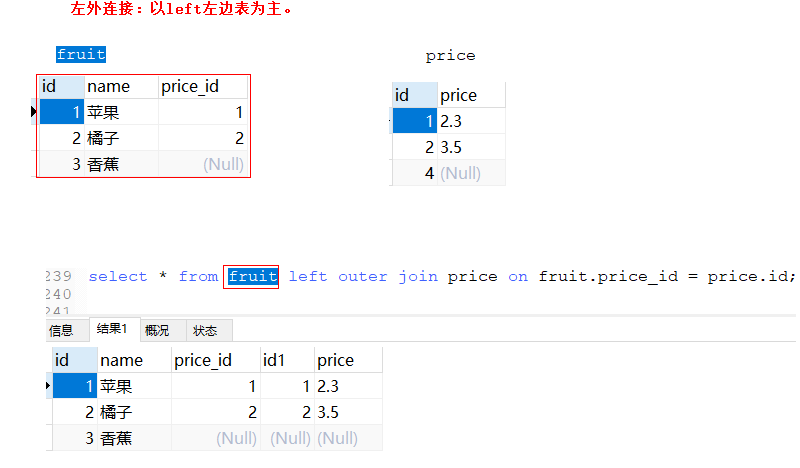 左外连接：以left左边表为主。
fruit
price
id name price_id
1 苹果 1
2 橘子 2
3 香蕉 (Null)
id price
1 2.3
2 3.5
4 (Null)
239 select * from fruit left outer join price on fruit.price_id = price.id;
240
241
信息 结果1 概况 状态
id name price_id id1 price
1 苹果 1 1 2.3
2 橘子 2 2 3.5
3 香蕉 (Null) (Null) (Null)